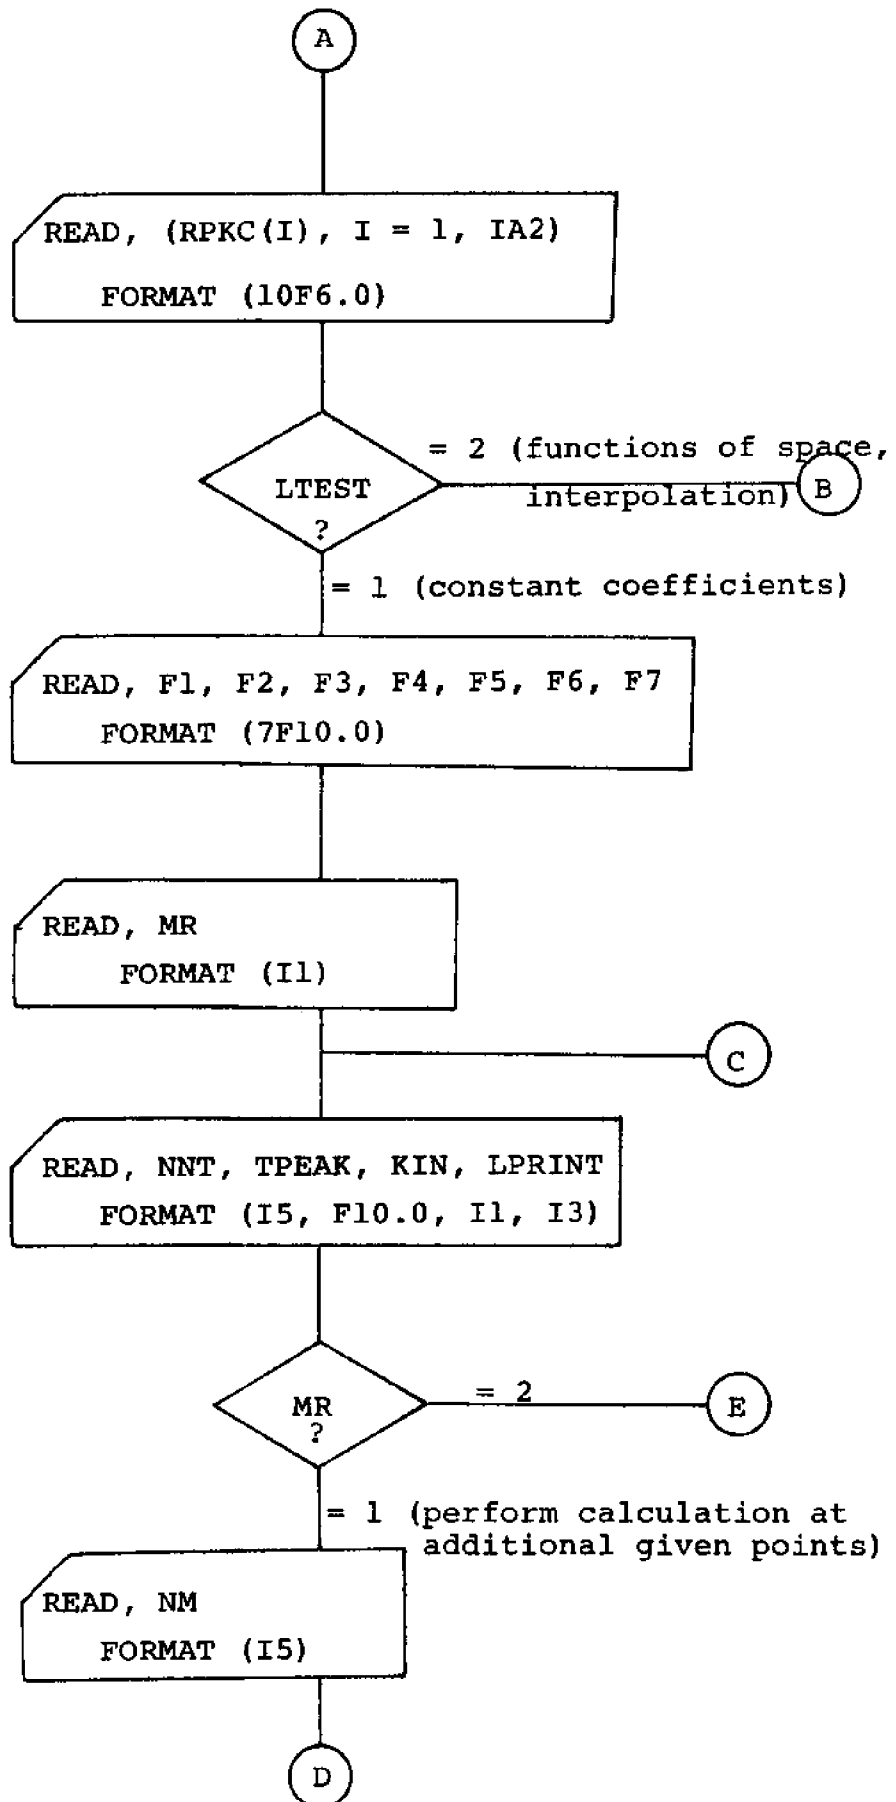 A
READ, (RPKC(I), I = 1, IA2)
FORMAT (10F6.0)
= 2 (functions of space,
interpolation)
B
LTEST
?
= 1 (constant coefficients)
READ, F1, F2, F3, F4, F5, F6, F7
FORMAT (7F10.0)
READ, MR
FORMAT (I1)
C
READ, NNT, TPEAK, KIN, LPRINT
FORMAT (I5, F10.0, I1, I3)
MR
?
= 2
E
= 1 (perform calculation at
additional given points)
READ, NM
FORMAT (I5)
D